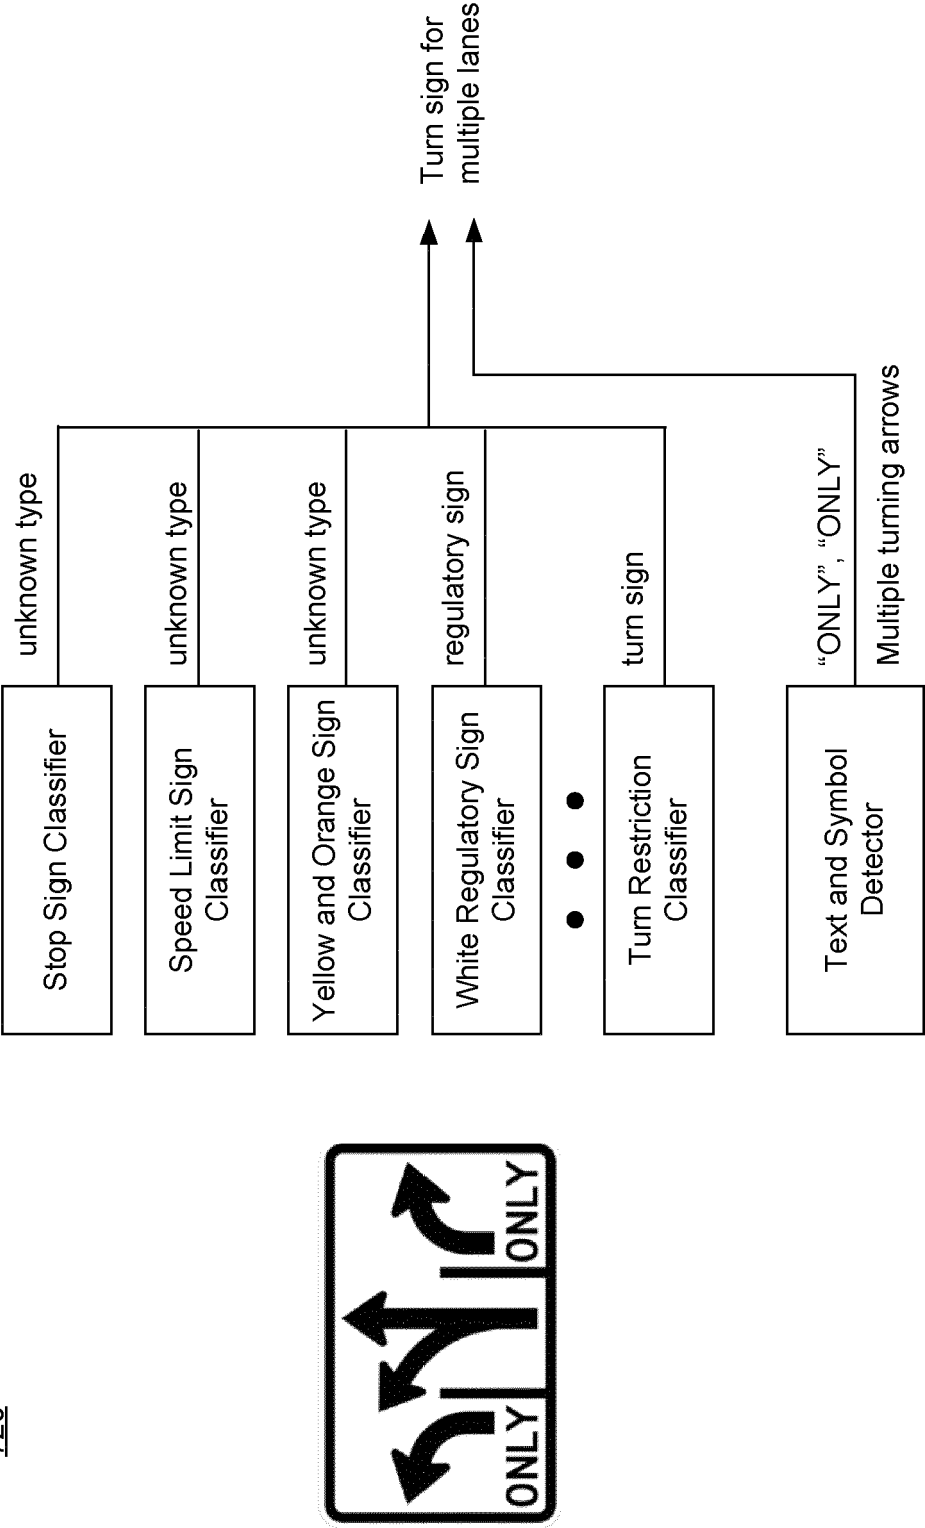 ONLY
ONLY
Stop Sign Classifier
unknown type
Speed Limit Sign
Classifier
unknown type
Yellow and Orange Sign
Classifier
unknown type
White Regulatory Sign
Classifier
regulatory sign
Turn Restriction
Classifier
turn sign
Text and Symbol
Detector
“ONLY”, “ONLY”
Multiple turning arrows
Turn sign for
multiple lanes